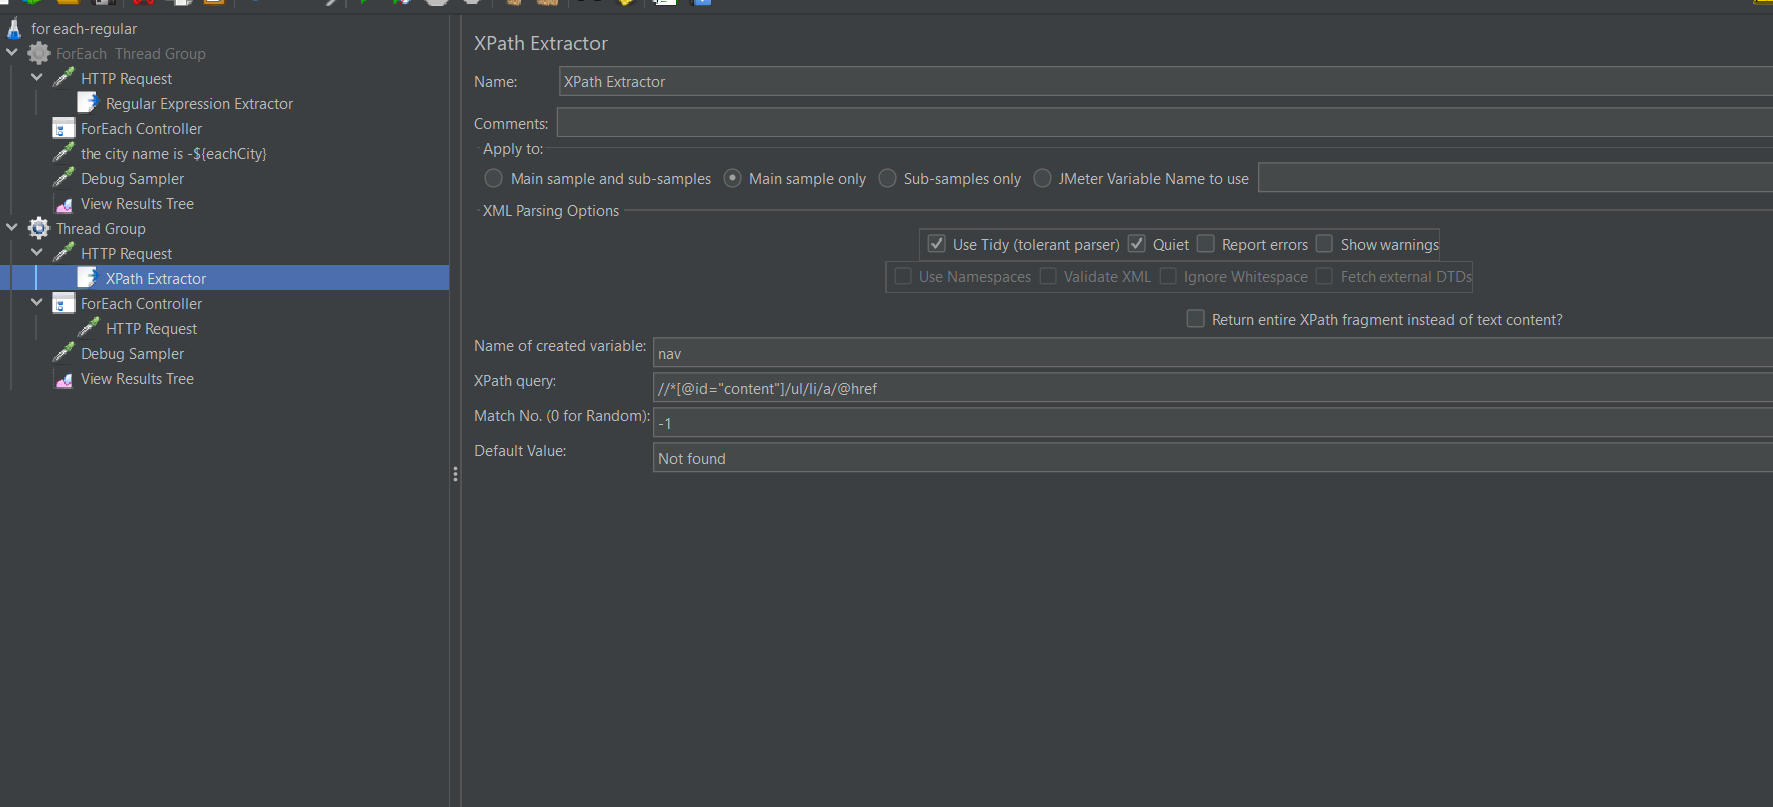 for each-regular
ForEach  Thread Group
HTTP Request
Regular Expression Extractor
ForEach Controller
the city name is -${eachCity}
Debug Sampler
View Results Tree
Thread Group
HTTP Request
XPath Extractor
ForEach Controller
HTTP Request
Debug Sampler
View Results Tree
XPath Extractor
Name: XPath Extractor
Comments:
Apply to:
Main sample and sub-samples Main sample only Sub-samples only JMeter Variable Name to use
XML Parsing Options
Use Tidy (tolerant parser) Quiet Report errors Show warnings
Use Namespaces Validate XML Ignore Whitespace Fetch external DTDs
Return entire XPath fragment instead of text content?
Name of created variable: nav
XPath query: //*[@id="content"]/ul/li/a/@href
Match No. (0 for Random): -1
Default Value: Not found